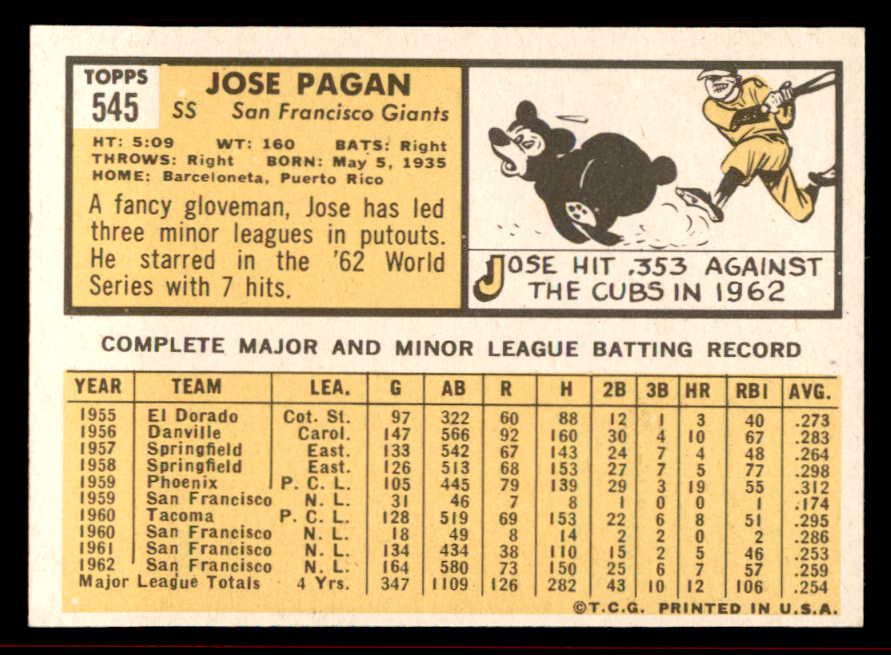 TOPPS
545
JOSE PAGAN
SS San Francisco Giants
HT: 5:09 WT: 160 BATS: Right
THROWS: Right BORN: May 5, 1935
HOME: Barceloneta, Puerto Rico
A fancy gloveman, Jose has led
three minor leagues in putouts.
He starred in the '62 World
Series with 7 hits.
JOSE HIT .353 AGAINST
THE CUBS IN 1962
COMPLETE MAJOR AND MINOR LEAGUE BATTING RECORD
YEAR TEAM LEA. G AB R H 2B 3B HR RBI AVG.
1955 El Dorado Cot. St. 97 322 60 88 12 1 3 40 .273
1956 Danville Carol. 147 566 92 160 30 4 10 67 .283
1957 Springfield East. 133 542 67 143 24 7 4 48 .264
1958 Springfield East. 126 513 68 153 27 7 5 77 .298
1959 Phoenix P. C. L. 105 445 79 139 29 3 19 55 .312
1959 San Francisco N. L. 31 46 7 8 1 0 0 1 .174
1960 Tacoma P. C. L. 128 519 69 153 22 6 8 51 .295
1960 San Francisco N. L. 18 49 8 14 2 2 0 2 .286
1961 San Francisco N. L. 134 434 38 110 15 2 5 46 .253
1962 San Francisco N. L. 164 580 73 150 25 6 7 57 .259
Major League Totals 4 Yrs. 347 1109 126 282 43 10 12 106 .254
©T.C.G. PRINTED IN U.S.A.